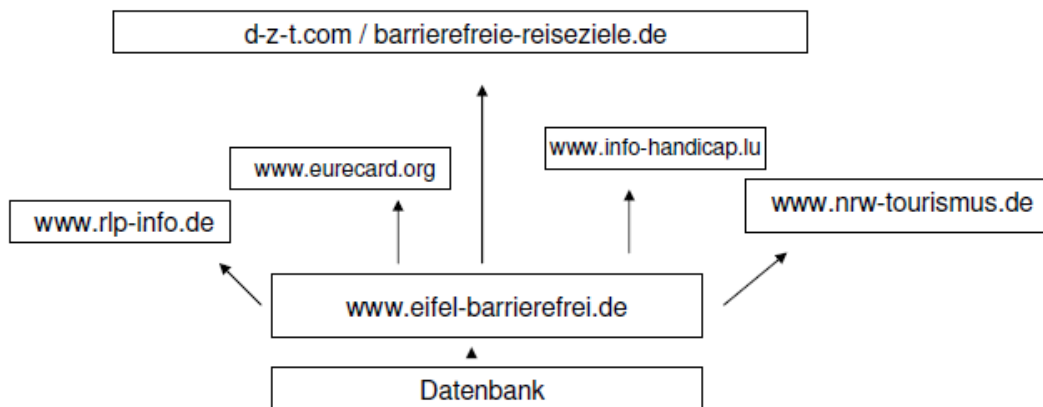 d-z-t.com / barrierefreie-reiseziele.de
www.info-handicap.lu
www.eurecard.org
www.nrw-tourismus.de
www.rlp-info.de
www.eifel-barrierefrei.de
Datenbank